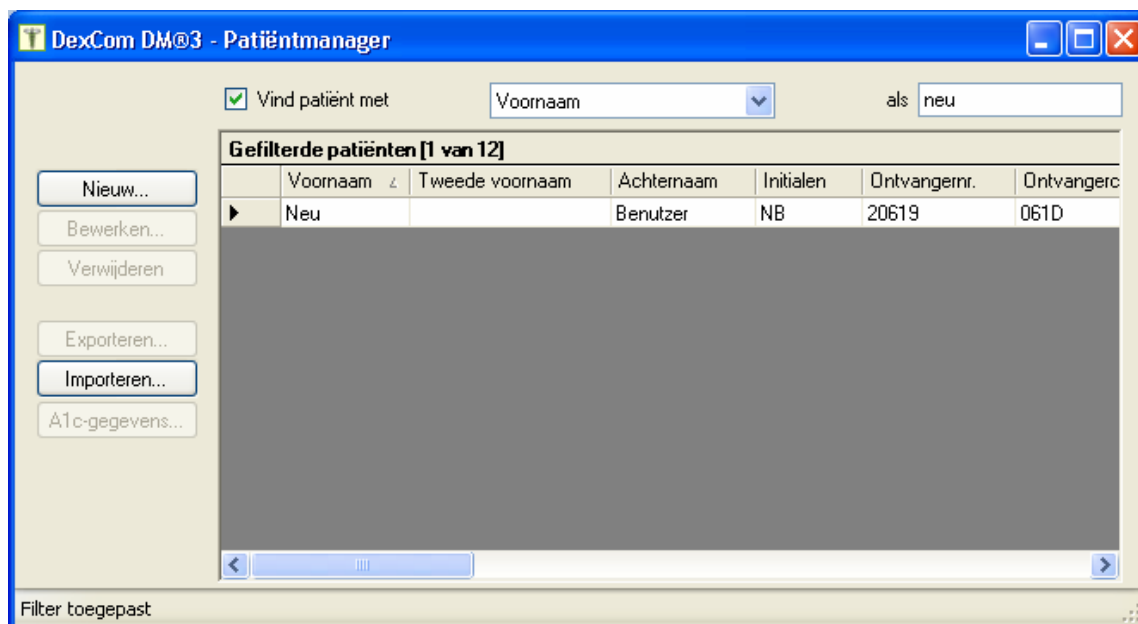 DexCom DM®3 - Patiëntmanager
Vind patiënt met Voornaam als neu
Gefilterde patiënten [1 van 12]
Voornaam Tweede voornaam Achternaam Initialen Ontvangernr. Ontvangerc
Neu Benutzer NB 20619 061D
Nieuw...
Bewerken...
Verwijderen
Exporteren...
Importeren...
A1c-gegevens...
Filter toegepast